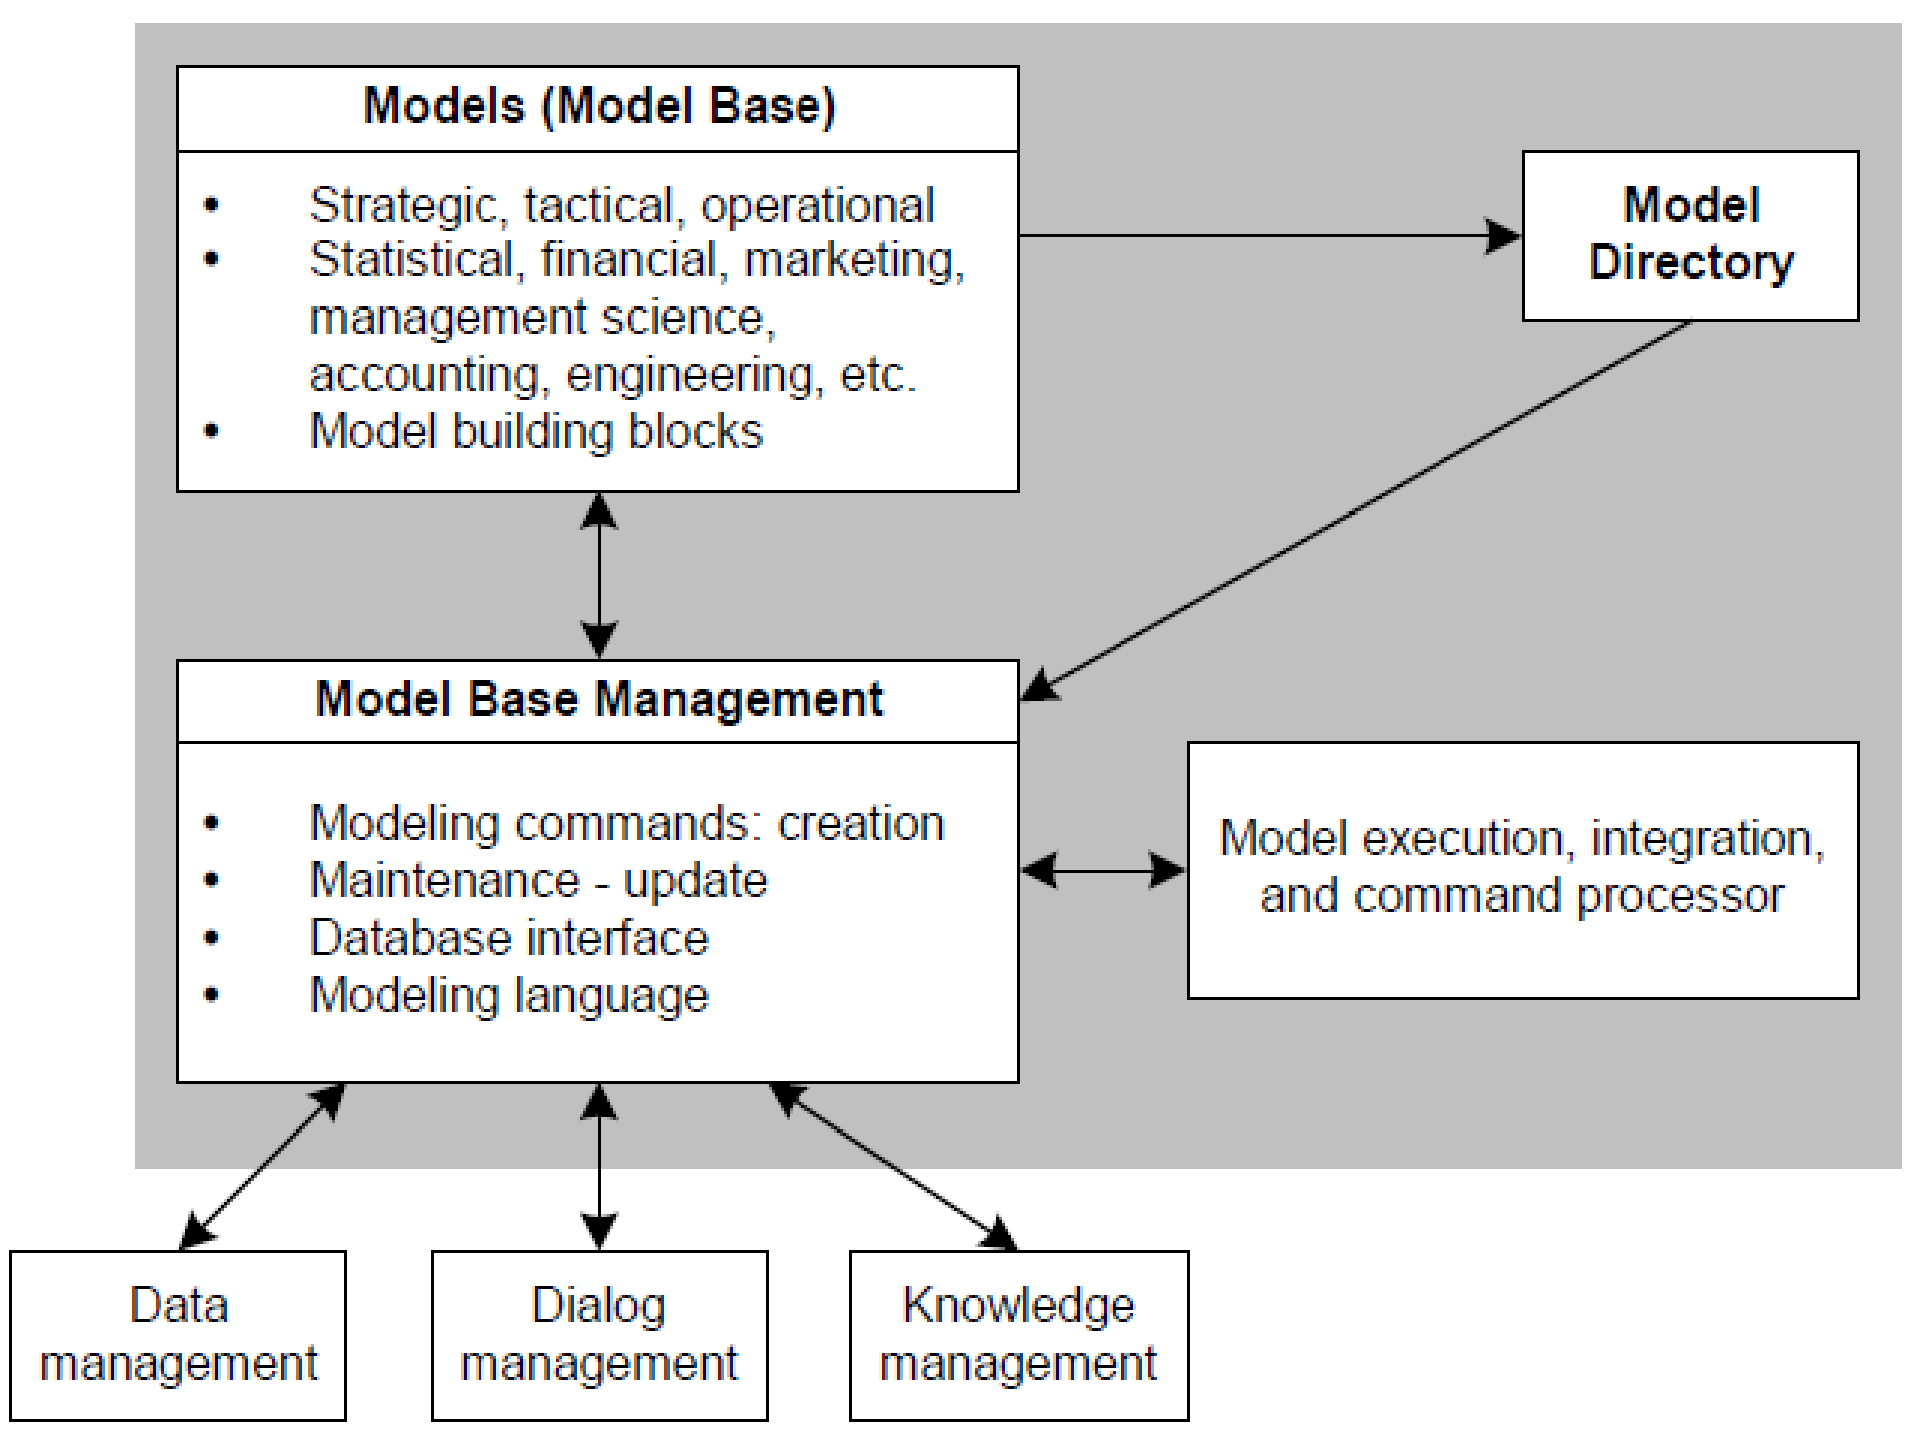 Models (Model Base)
• Strategic, tactical, operational
• Statistical, financial, marketing,
management science,
accounting, engineering, etc.
• Model building blocks
Model
Directory
Model Base Management
• Modeling commands: creation
• Maintenance - update
• Database interface
• Modeling language
Model execution, integration,
and command processor
Data
management
Dialog
management
Knowledge
management